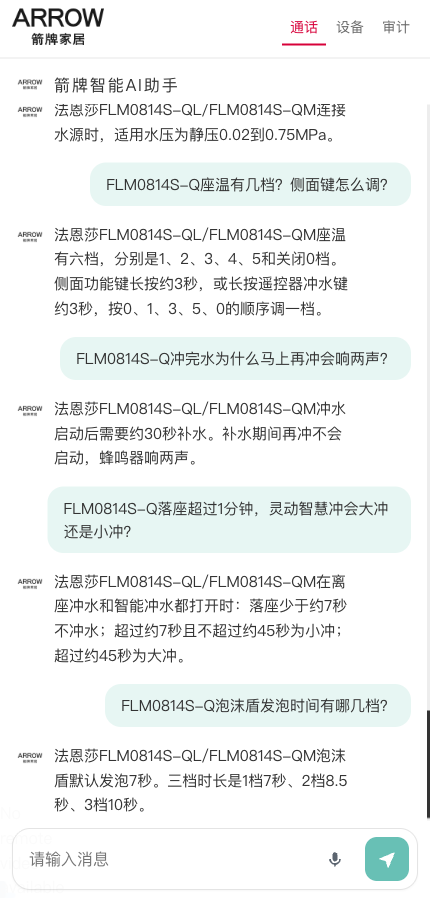 ARROW
箭牌家居
通话
设备
审计
ARROW
箭牌智能AI助手
ARROW
法恩莎FLM0814S-QL/FLM0814S-QM连接
水源时，适用水压为静压0.02到0.75MPa。
FLM0814S-Q座温有几档？侧面键怎么调？
ARROW
法恩莎FLM0814S-QL/FLM0814S-QM座温
有六档，分别是1、2、3、4、5和关闭0档。
侧面功能键长按约3秒，或长按遥控器冲水键
约3秒，按0、1、3、5、0的顺序调一档。
FLM0814S-Q冲完水为什么马上再冲会响两声？
ARROW
法恩莎FLM0814S-QL/FLM0814S-QM冲水
启动后需要约30秒补水。补水期间再冲不会
启动，蜂鸣器响两声。
FLM0814S-Q落座超过1分钟，灵动智慧冲会大冲
还是小冲？
ARROW
法恩莎FLM0814S-QL/FLM0814S-QM在离
座冲水和智能冲水都打开时：落座少于约7秒
不冲水；超过约7秒且不超过约45秒为小冲；
超过约45秒为大冲。
FLM0814S-Q泡沫盾发泡时间有哪几档？
ARROW
法恩莎FLM0814S-QL/FLM0814S-QM泡沫
盾默认发泡7秒。三档时长是1档7秒、2档8.5
秒、3档10秒。
请输入消息